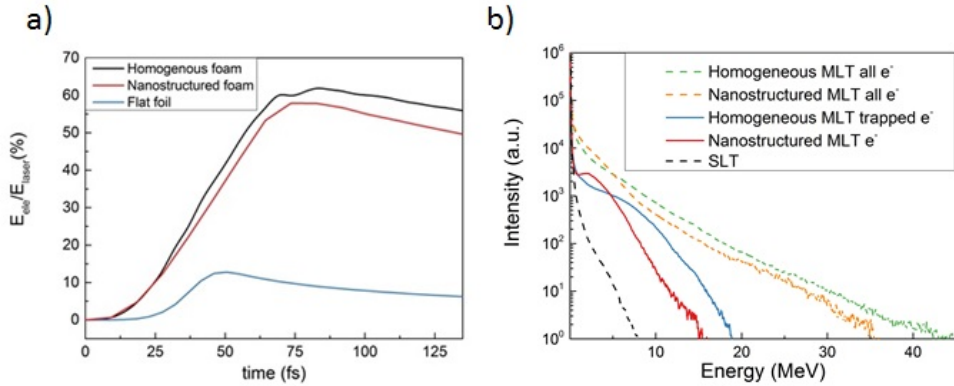 a)
70
60
50
40
30
20
10
0
E_ele/E_laser(%)
Homogenous foam
Nanostructured foam
Flat foil
0 25 50 75 100 125
time (fs)
b)
10^6
10^5
10^4
10^3
10^2
10^1
10^0
Intensity (a.u.)
Homogeneous MLT all e^-
Nanostructured MLT all e^-
Homogeneous MLT trapped e^-
Nanostructured MLT e^-
SLT
10 20 30 40
Energy (MeV)